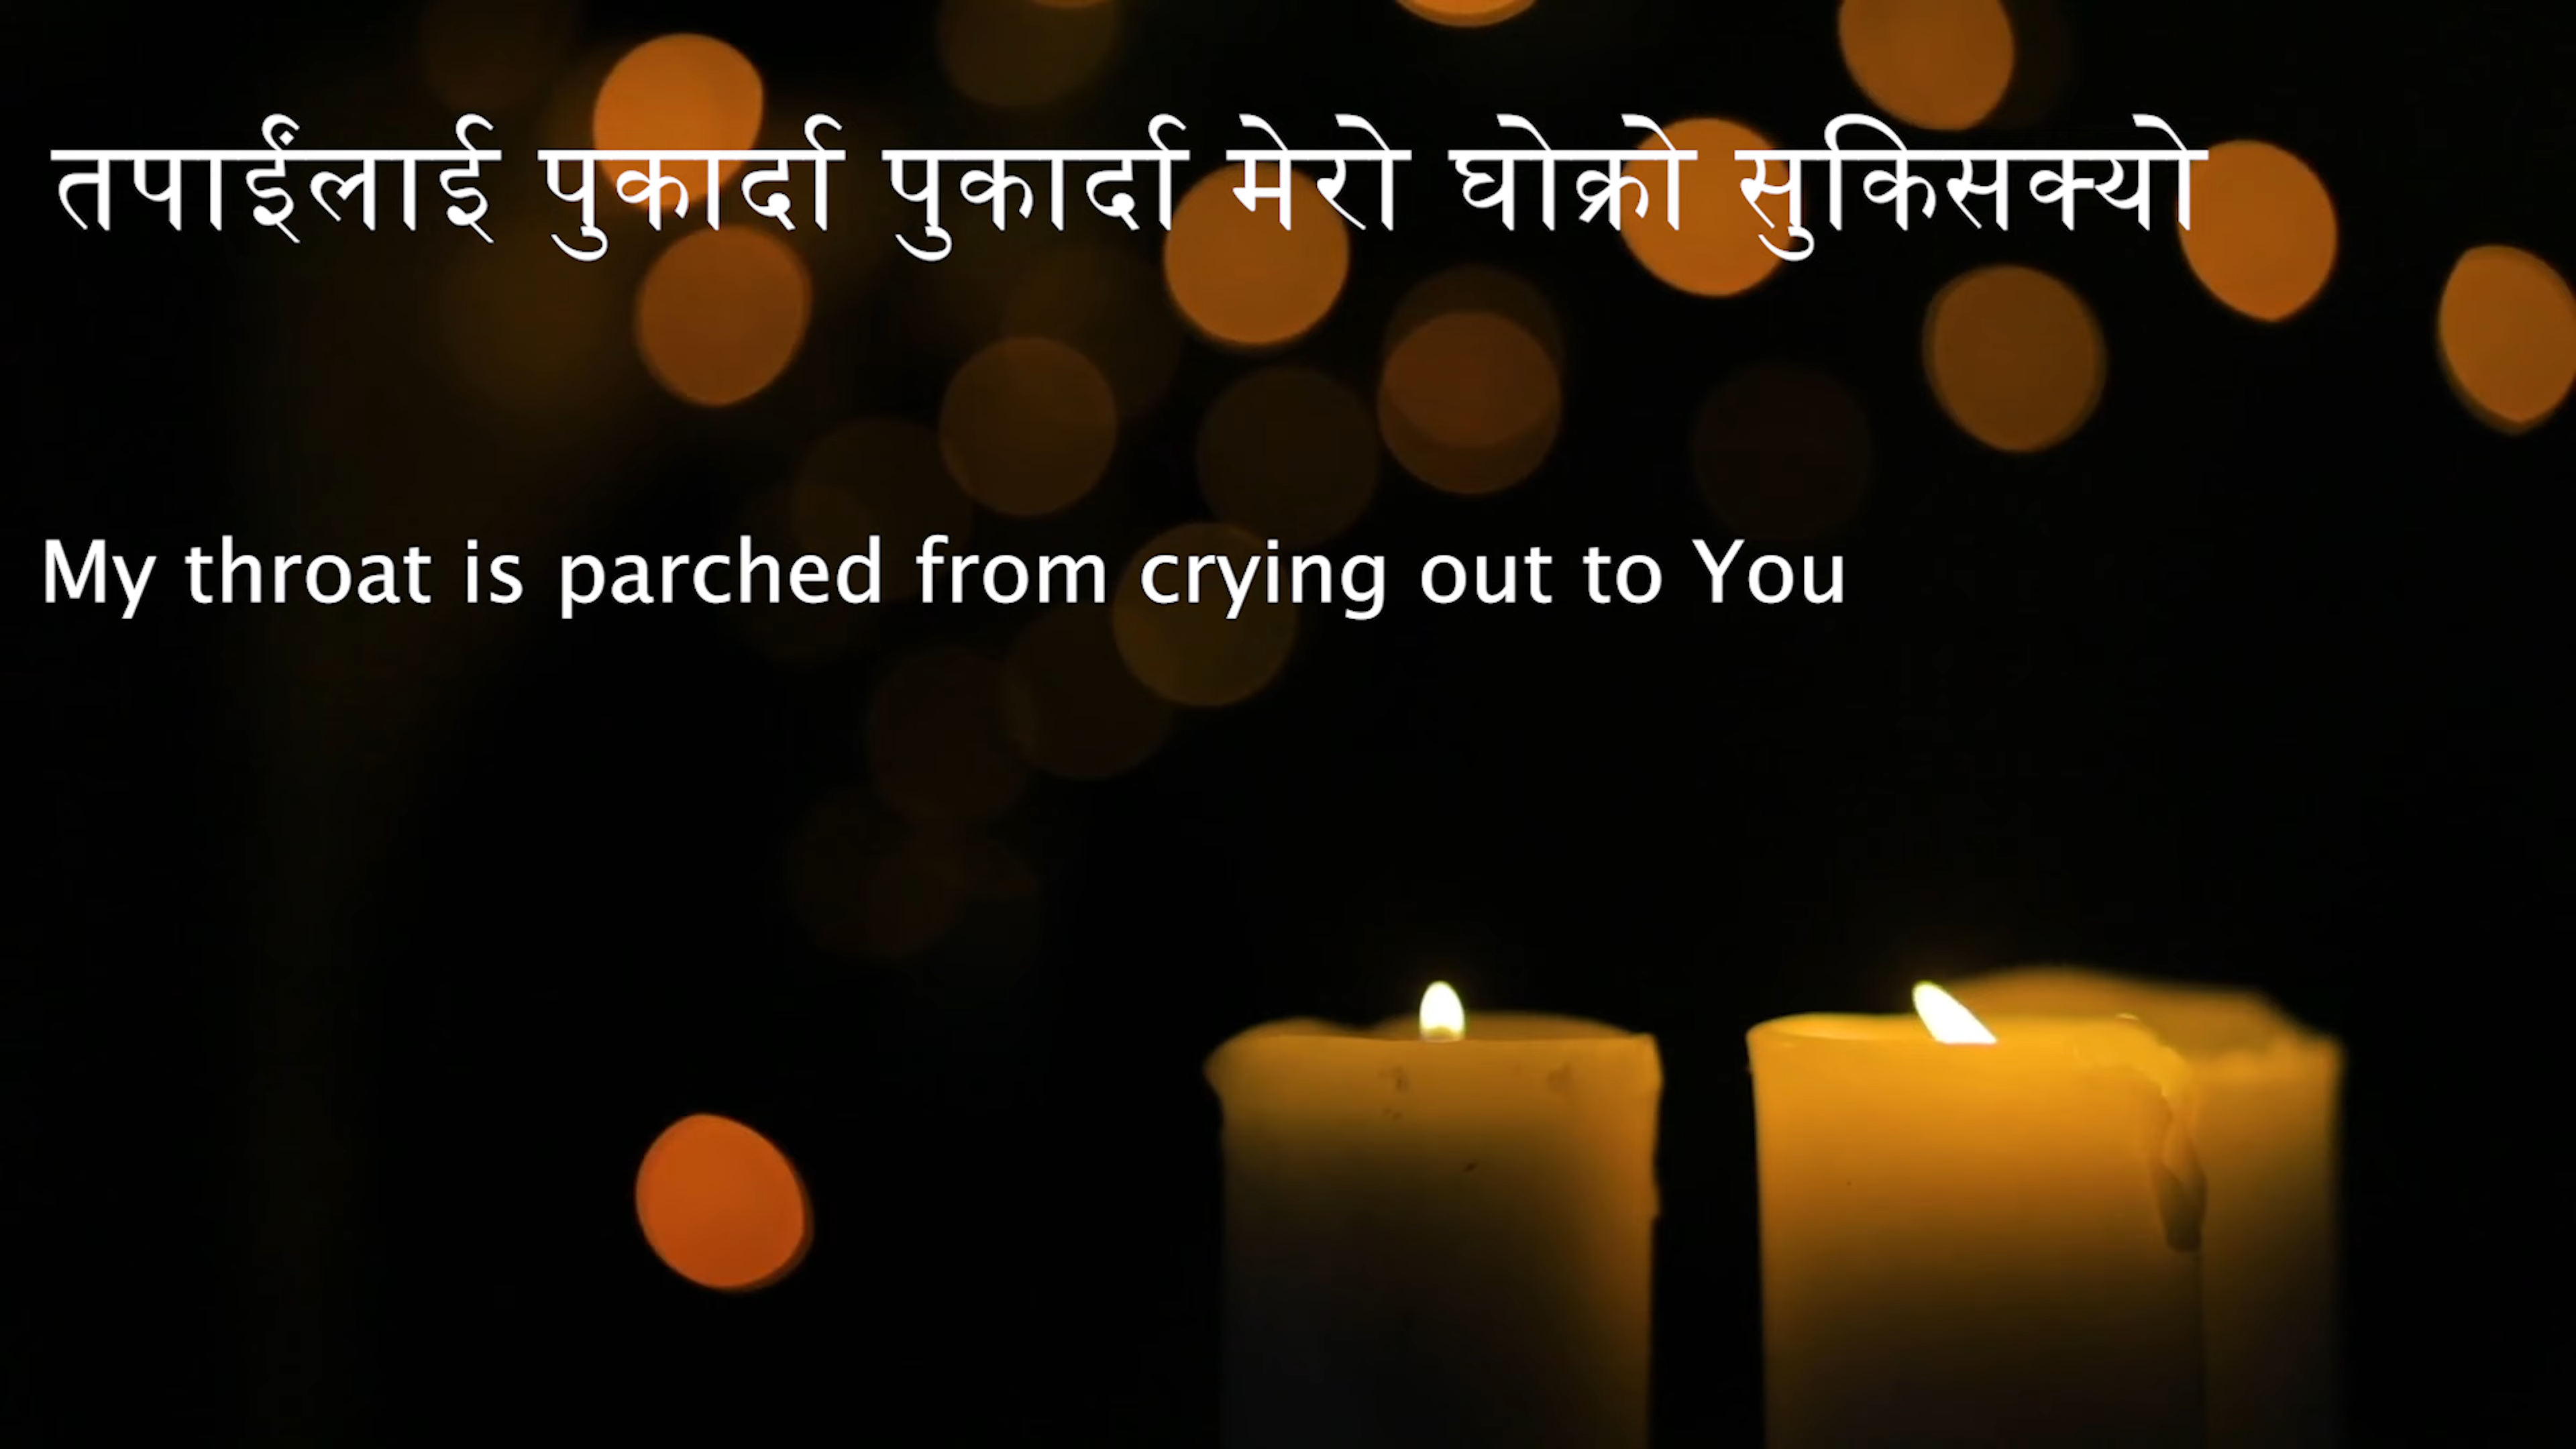 तपाईंलाई पुकार्दा पुकार्दा मेरो घोक्रो सुकिसक्यो
My throat is parched from crying out to You